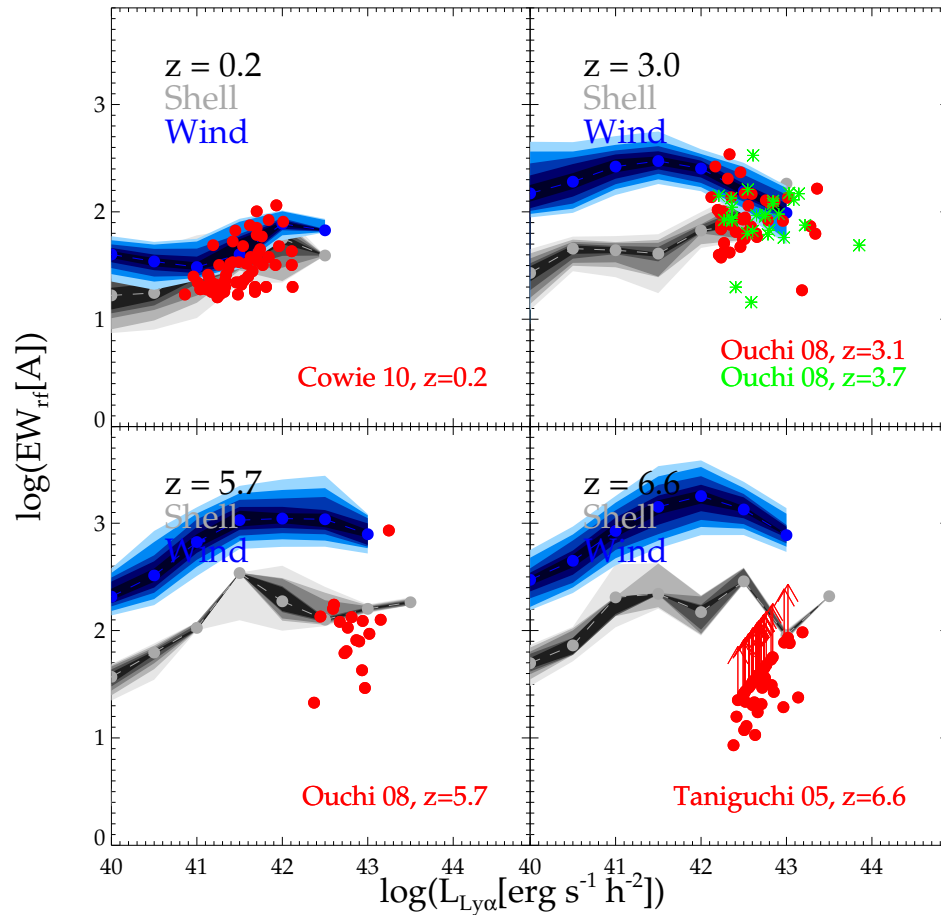 z = 0.2
Shell
Wind
Cowie 10, z=0.2
z = 3.0
Shell
Wind
Ouchi 08, z=3.1
Ouchi 08, z=3.7
3
2
1
0
z = 5.7
Shell
Wind
Ouchi 08, z=5.7
z = 6.6
Shell
Wind
Taniguchi 05, z=6.6
3
2
1
0
40 41 42 43 44
40 41 42 43 44
log(EW_rf[A])
log(L_Lyα[erg s⁻¹ h⁻²])